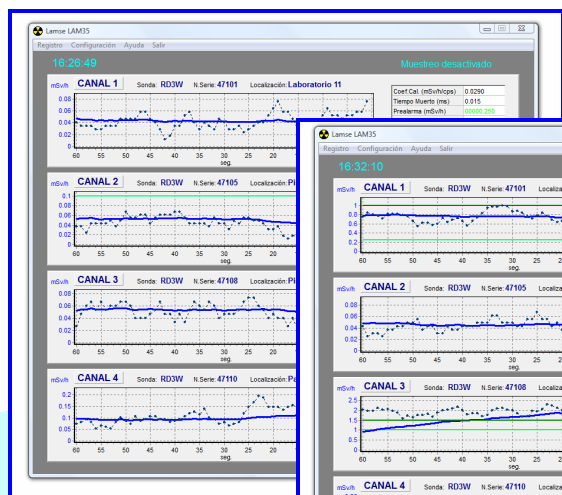 Lamse LAM35
Registro Configuración Ayuda Salir
16:26:49 Muestreo desactivado
mSv/h CANAL 1 Sonda: RD3W N.Serie: 47101 Localización: Laboratorio 11
0.08
0.06
0.04
0.02
0
60 55 50 45 40 35 30 25 20
Coef.Cal. (mSv/h/cps) 0.0290
Tiempo Muerto (ms) 0.015
Prealarma (mSv/h) 00000.250
mSv/h CANAL 2 Sonda: RD3W N.Serie: 47105 Localización: Pi
0.1
0.08
0.06
0.04
0.02
0
60 55 50 45 40 35 30 25 20
seg.
mSv/h CANAL 3 Sonda: RD3W N.Serie: 47108 Localización: Pi
0.08
0.06
0.04
0.02
0
60 55 50 45 40 35 30 25 20
seg.
mSv/h CANAL 4 Sonda: RD3W N.Serie: 47110 Localización: Pa
0.2
0.15
0.1
0.05
0
60 55 50 45 40 35 30 25 20
seg.
Lamse LAM35
Registro Configuración Ayuda Salir
16:32:10
mSv/h CANAL 1 Sonda: RD3W N.Serie: 47101 Localiza
1
0.8
0.6
0.4
0.2
0
60 55 50 45 40 35 30 25
seg.
mSv/h CANAL 2 Sonda: RD3W N.Serie: 47105 Localiza
0.08
0.06
0.04
0.02
0
60 55 50 45 40 35 30 25
seg.
mSv/h CANAL 3 Sonda: RD3W N.Serie: 47108 Localiza
2.5
2
1.5
1
0.5
0
60 55 50 45 40 35 30 25
seg.
mSv/h CANAL 4 Sonda: RD3W N.Serie: 47110 Localiza